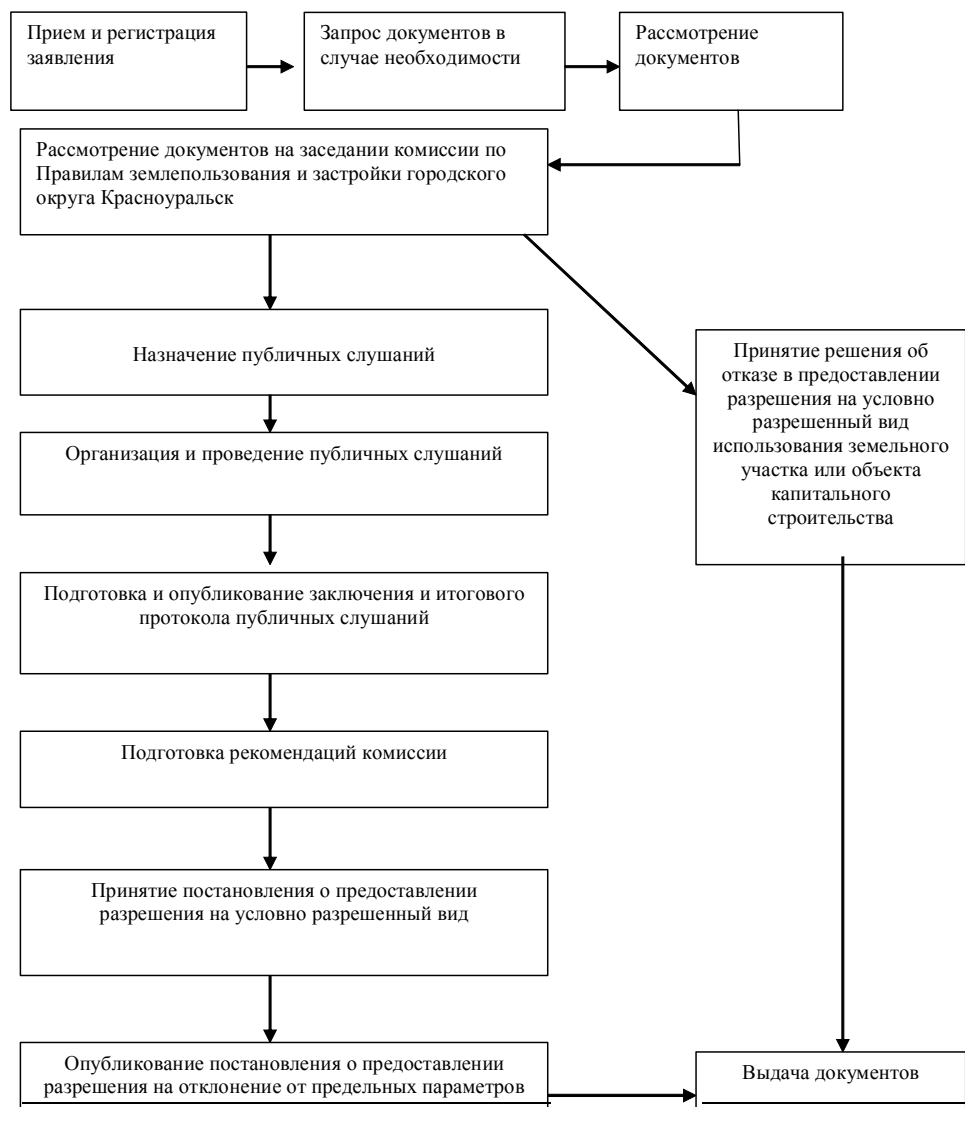 Прием и регистрация
заявления
Запрос документов в
случае необходимости
Рассмотрение
документов
Рассмотрение документов на заседании комиссии по
Правилам землепользования и застройки городского
округа Красноуральск
Назначение публичных слушаний
Принятие решения об
отказе в предоставлении
разрешения на условно
разрешенный вид
использования земельного
участка или объекта
капитального
строительства
Организация и проведение публичных слушаний
Подготовка и опубликование заключения и итогового
протокола публичных слушаний
Подготовка рекомендаций комиссии
Принятие постановления о предоставлении
разрешения на условно разрешенный вид
Опубликование постановления о предоставлении
разрешения на отклонение от предельных параметров
Выдача документов